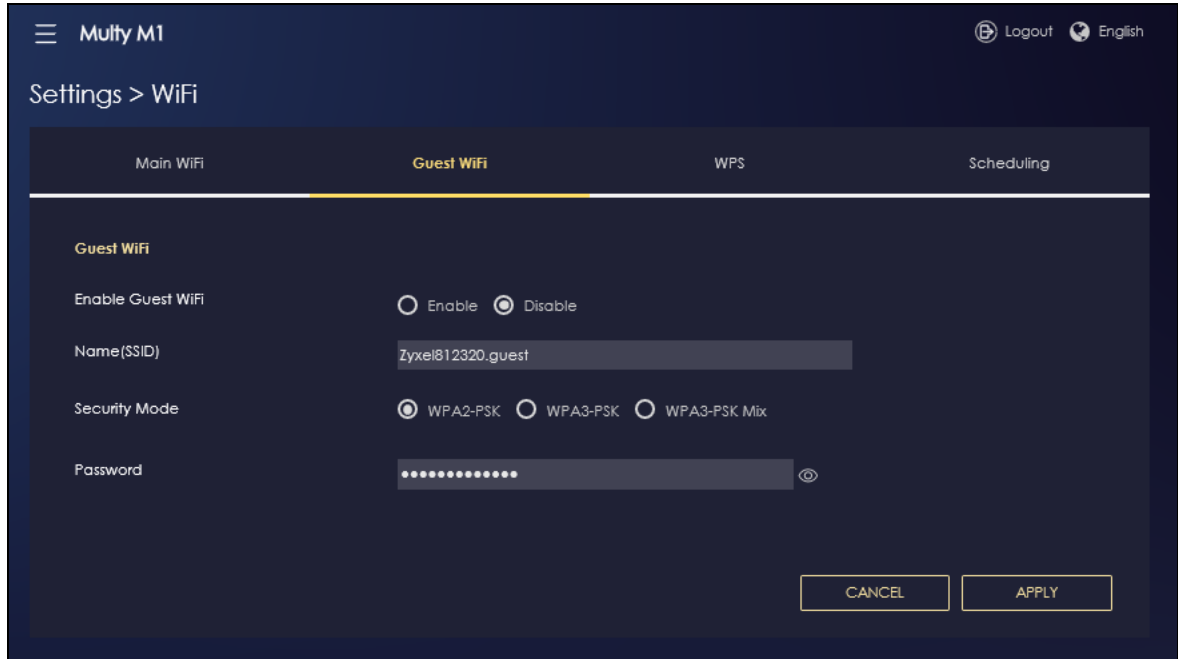 Multy M1
Logout English
Settings > WiFi
Main WiFi Guest WiFi WPS Scheduling
Guest WiFi
Enable Guest WiFi Enable Disable
Name(SSID) Zyxel812320.guest
Security Mode WPA2-PSK WPA3-PSK WPA3-PSK Mix
Password •••••••••••••
CANCEL APPLY